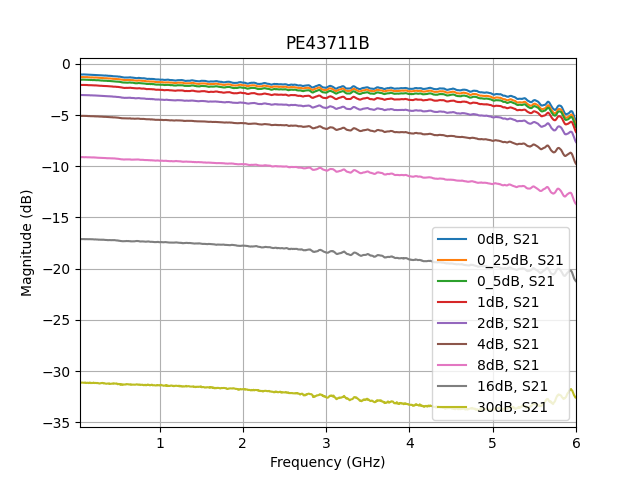 PE43711B
Magnitude (dB)
0
−5
−10
−15
−20
−25
−30
−35
0dB, S21
0_25dB, S21
0_5dB, S21
1dB, S21
2dB, S21
4dB, S21
8dB, S21
16dB, S21
30dB, S21
1 2 3 4 5 6
Frequency (GHz)